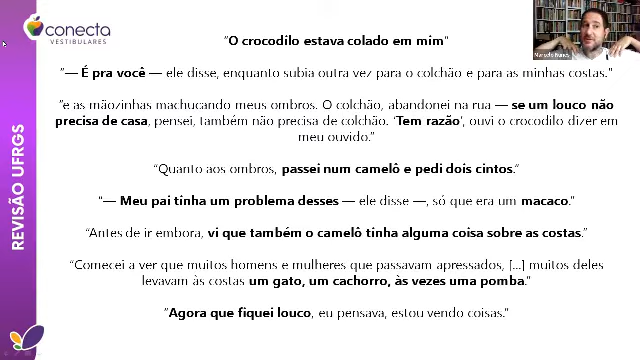 conecta
VESTIBULARES
REVISÃO UFRGS
"O crocodilo estava colado em mim"
"— É pra você — ele disse, enquanto subia outra vez para o colchão e para as minhas costas."
"e as mãozinhas machucando meus ombros. O colchão, abandonei na rua — se um louco não
precisa de casa, pensei, também não precisa de colchão. 'Tem razão', ouvi o crocodilo dizer em
meu ouvido."
"Quanto aos ombros, passei num camelô e pedi dois cintos."
"— Meu pai tinha um problema desses — ele disse —, só que era um macaco."
"Antes de ir embora, vi que também o camelô tinha alguma coisa sobre as costas."
"Comecei a ver que muitos homens e mulheres que passavam apressados, [...] muitos deles
levavam às costas um gato, um cachorro, às vezes uma pomba."
"Agora que fiquei louco, eu pensava, estou vendo coisas."
Marcelo Nunes